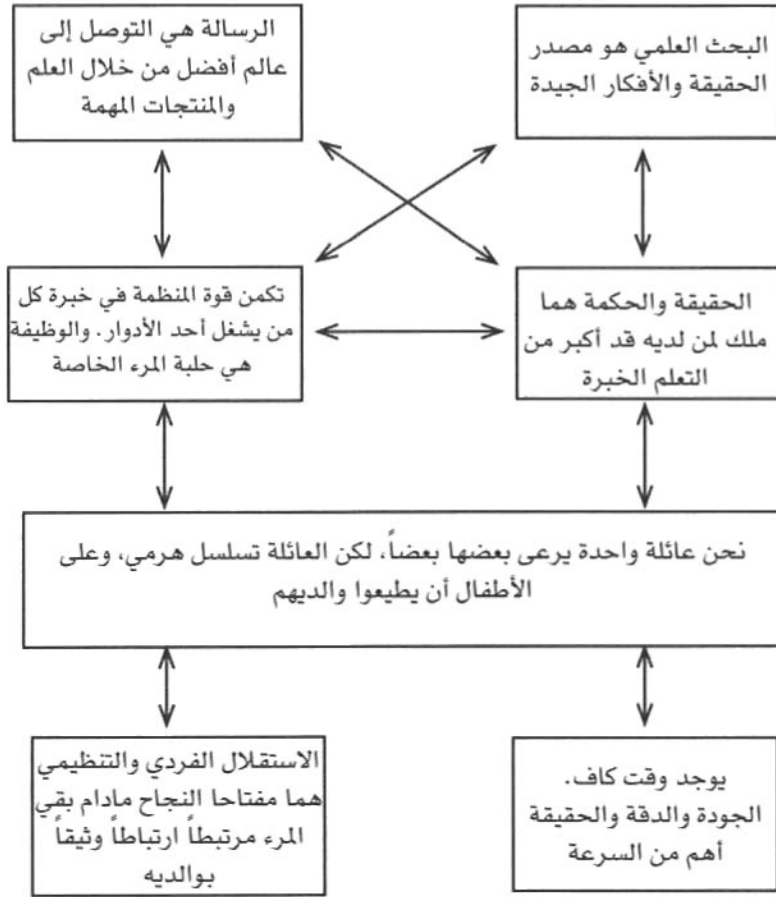 البحث العلمي هو مصدر
الحقيقة والأفكار الجيدة
الرسالة هي التوصل إلى
عالم أفضل من خلال العلم
والمنتجات المهمة
الحقيقة والحكمة هما
ملك لمن لديه قد أكبر من
التعلم الخبرة
تكمن قوة المنظمة في خبرة كل
من يشغل أحد الأدوار. والوظيفة
هي حلبة المرء الخاصة
نحن عائلة واحدة يرعى بعضها بعضاً، لكن العائلة تسلسل هرمي، وعلى
الأطفال أن يطيعوا والديهم
يوجد وقت كاف.
الجودة والدقة والحقيقة
أهم من السرعة
الاستقلال الفردي والتنظيمي
هما مفتاحا النجاح مادام بقي
المرء مرتبطاً ارتباطاً وثيقاً
بوالديه